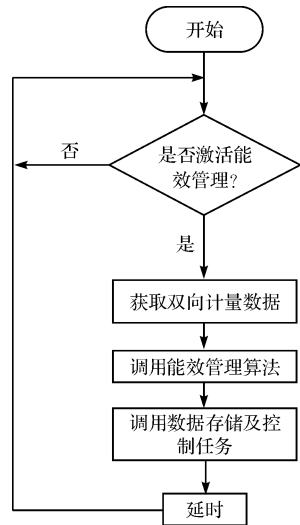 开始
是否激活能
效管理?
否
是
获取双向计量数据
调用能效管理算法
调用数据存储及控
制任务
延时